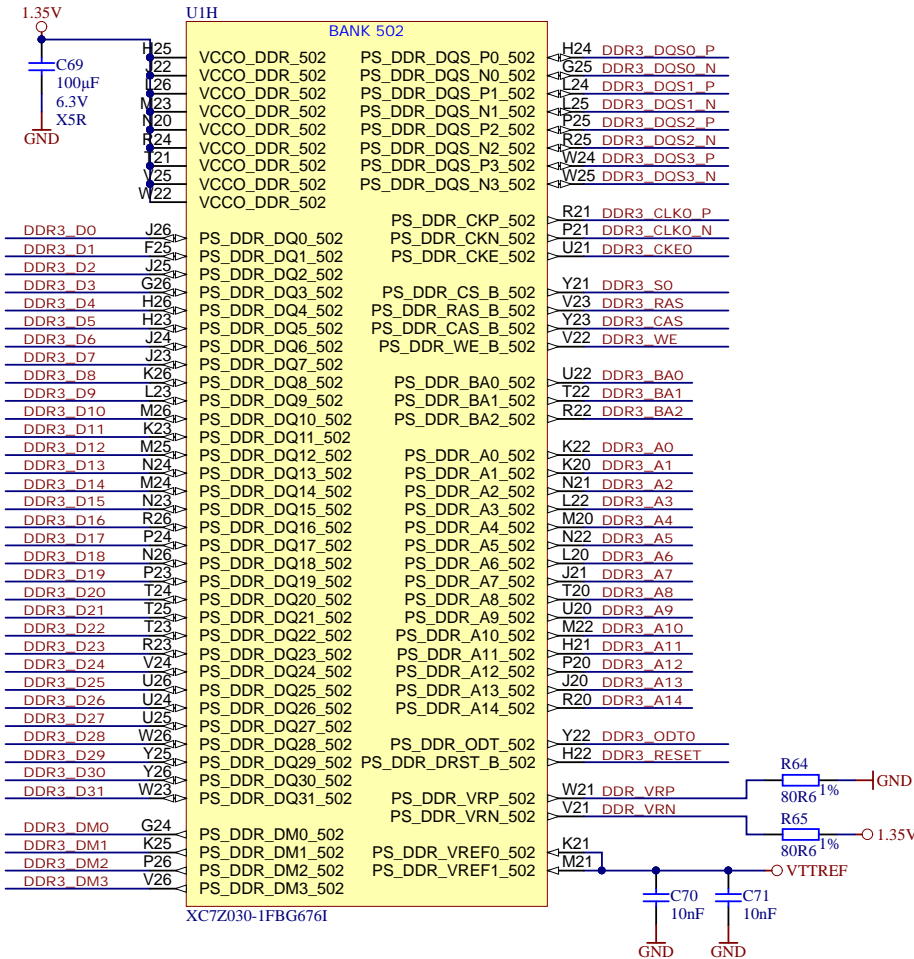 1.35V
U1H
BANK 502
C69
100µF
6.3V
X5R
GND
H25 VCCO_DDR_502 PS_DDR_DQS_P0_502 H24 DDR3_DQS0_P
J22 VCCO_DDR_502 PS_DDR_DQS_N0_502 G25 DDR3_DQS0_N
L26 VCCO_DDR_502 PS_DDR_DQS_P1_502 L24 DDR3_DQS1_P
M23 VCCO_DDR_502 PS_DDR_DQS_N1_502 L25 DDR3_DQS1_N
N20 VCCO_DDR_502 PS_DDR_DQS_P2_502 P25 DDR3_DQS2_P
R24 VCCO_DDR_502 PS_DDR_DQS_N2_502 R25 DDR3_DQS2_N
T21 VCCO_DDR_502 PS_DDR_DQS_P3_502 W24 DDR3_DQS3_P
V25 VCCO_DDR_502 PS_DDR_DQS_N3_502 W25 DDR3_DQS3_N
W22 VCCO_DDR_502
PS_DDR_CKP_502 R21 DDR3_CLK0_P
DDR3_D0 J26 PS_DDR_DQ0_502 PS_DDR_CKN_502 P21 DDR3_CLK0_N
DDR3_D1 F25 PS_DDR_DQ1_502 PS_DDR_CKE_502 U21 DDR3_CKE0
DDR3_D2 J25 PS_DDR_DQ2_502
DDR3_D3 G26 PS_DDR_DQ3_502 PS_DDR_CS_B_502 Y21 DDR3_S0
DDR3_D4 H26 PS_DDR_DQ4_502 PS_DDR_RAS_B_502 V23 DDR3_RAS
DDR3_D5 H23 PS_DDR_DQ5_502 PS_DDR_CAS_B_502 Y23 DDR3_CAS
DDR3_D6 J24 PS_DDR_DQ6_502 PS_DDR_WE_B_502 V22 DDR3_WE
DDR3_D7 J23 PS_DDR_DQ7_502
DDR3_D8 K26 PS_DDR_DQ8_502 PS_DDR_BA0_502 U22 DDR3_BA0
DDR3_D9 L23 PS_DDR_DQ9_502 PS_DDR_BA1_502 T22 DDR3_BA1
DDR3_D10 M26 PS_DDR_DQ10_502 PS_DDR_BA2_502 R22 DDR3_BA2
DDR3_D11 K23 PS_DDR_DQ11_502
DDR3_D12 M25 PS_DDR_DQ12_502 PS_DDR_A0_502 K22 DDR3_A0
DDR3_D13 N24 PS_DDR_DQ13_502 PS_DDR_A1_502 K20 DDR3_A1
DDR3_D14 M24 PS_DDR_DQ14_502 PS_DDR_A2_502 N21 DDR3_A2
DDR3_D15 N23 PS_DDR_DQ15_502 PS_DDR_A3_502 L22 DDR3_A3
DDR3_D16 R26 PS_DDR_DQ16_502 PS_DDR_A4_502 M20 DDR3_A4
DDR3_D17 P24 PS_DDR_DQ17_502 PS_DDR_A5_502 N22 DDR3_A5
DDR3_D18 N26 PS_DDR_DQ18_502 PS_DDR_A6_502 L20 DDR3_A6
DDR3_D19 P23 PS_DDR_DQ19_502 PS_DDR_A7_502 J21 DDR3_A7
DDR3_D20 T24 PS_DDR_DQ20_502 PS_DDR_A8_502 T20 DDR3_A8
DDR3_D21 T25 PS_DDR_DQ21_502 PS_DDR_A9_502 U20 DDR3_A9
DDR3_D22 T23 PS_DDR_DQ22_502 PS_DDR_A10_502 M22 DDR3_A10
DDR3_D23 R23 PS_DDR_DQ23_502 PS_DDR_A11_502 H21 DDR3_A11
DDR3_D24 V24 PS_DDR_DQ24_502 PS_DDR_A12_502 P20 DDR3_A12
DDR3_D25 U26 PS_DDR_DQ25_502 PS_DDR_A13_502 J20 DDR3_A13
DDR3_D26 U24 PS_DDR_DQ26_502 PS_DDR_A14_502 R20 DDR3_A14
DDR3_D27 U25 PS_DDR_DQ27_502
DDR3_D28 W26 PS_DDR_DQ28_502 PS_DDR_ODT_502 Y22 DDR3_ODT0
DDR3_D29 Y25 PS_DDR_DQ29_502 PS_DDR_DRST_B_502 H22 DDR3_RESET
DDR3_D30 Y26 PS_DDR_DQ30_502
DDR3_D31 W23 PS_DDR_DQ31_502 PS_DDR_VRP_502 W21 DDR_VRP
R64
80R6 1%
GND
PS_DDR_VRN_502 V21 DDR_VRN
R65
80R6 1%
1.35V
DDR3_DM0 G24 PS_DDR_DM0_502
DDR3_DM1 K25 PS_DDR_DM1_502 PS_DDR_VREF0_502 K21
DDR3_DM2 P26 PS_DDR_DM2_502 PS_DDR_VREF1_502 M21 VTTREF
DDR3_DM3 V26 PS_DDR_DM3_502
C70 C71
10nF 10nF
XC7Z030-1FBG676I
GND GND